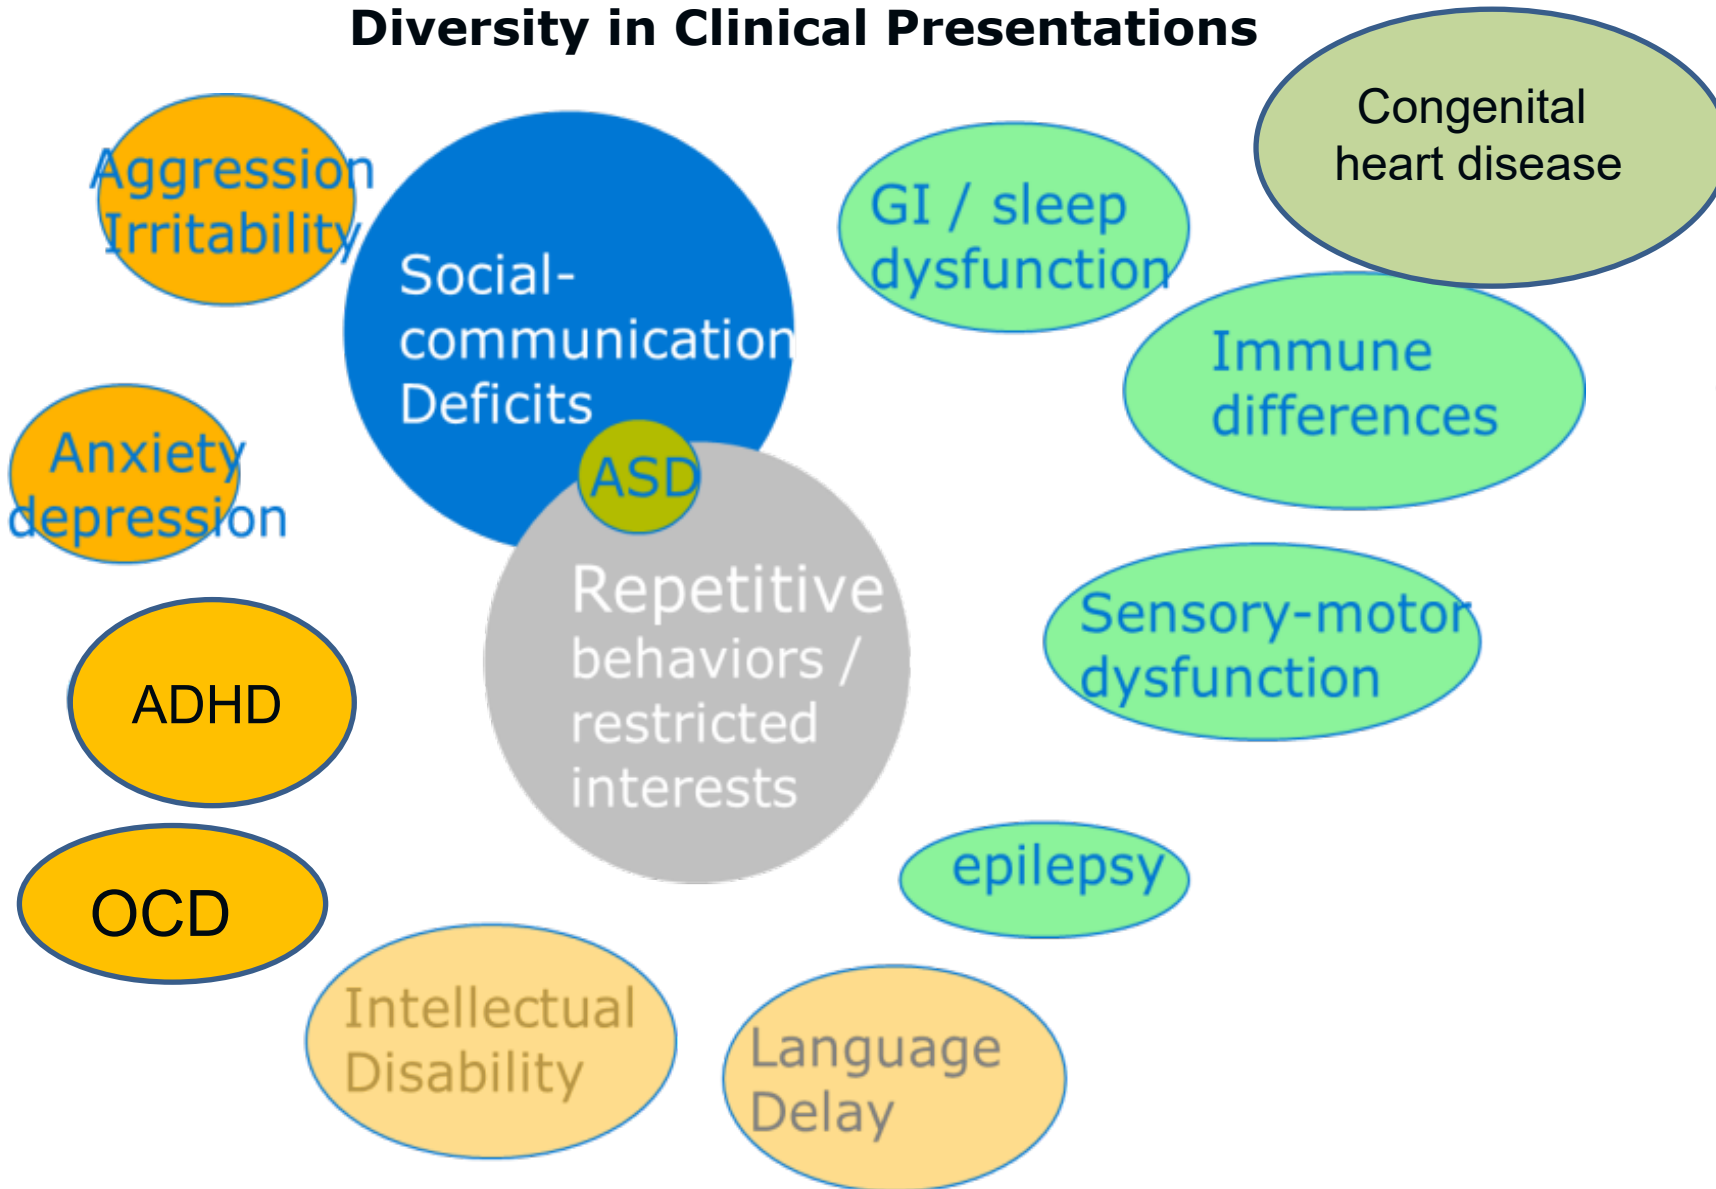 Diversity in Clinical Presentations
Aggression
Irritability
Social-
communication
Deficits
GI / sleep
dysfunction
Congenital
heart disease
Immune
differences
Anxiety
depression
ASD
Repetitive
behaviors /
restricted
interests
Sensory-motor
dysfunction
ADHD
OCD
epilepsy
Intellectual
Disability
Language
Delay